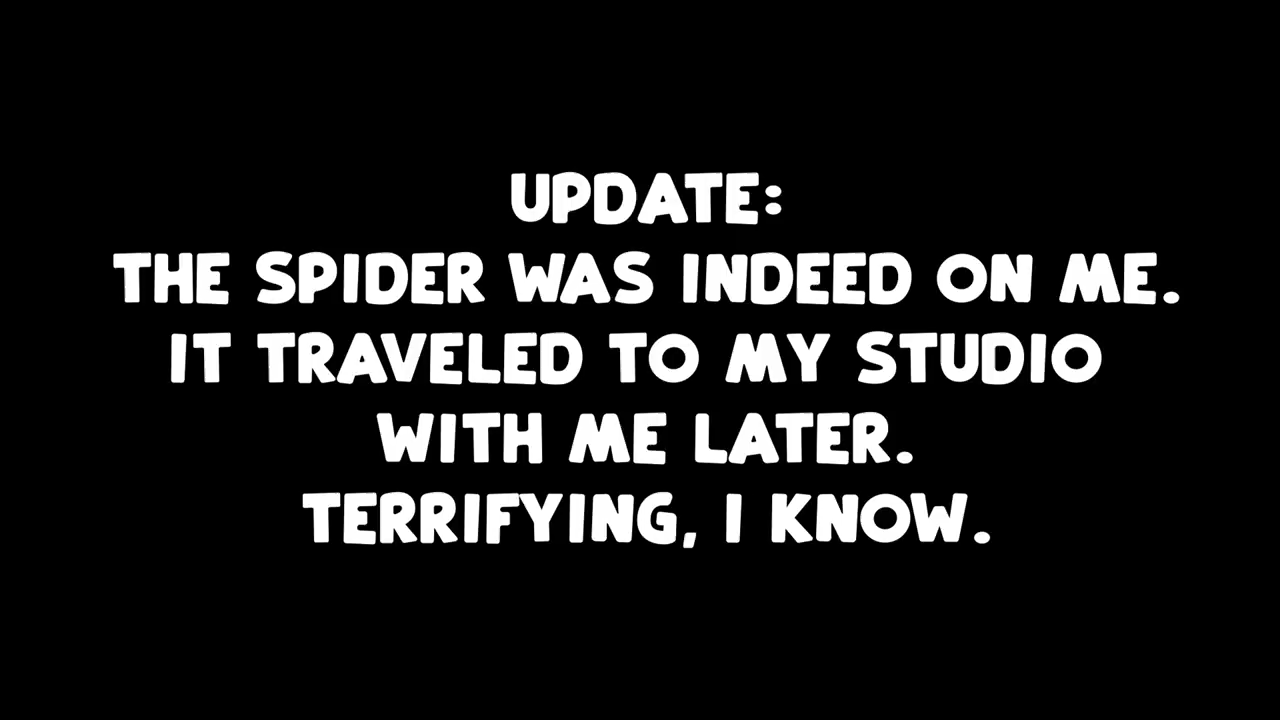 UPDATE:
THE SPIDER WAS INDEED ON ME.
IT TRAVELED TO MY STUDIO
WITH ME LATER.
TERRIFYING, I KNOW.